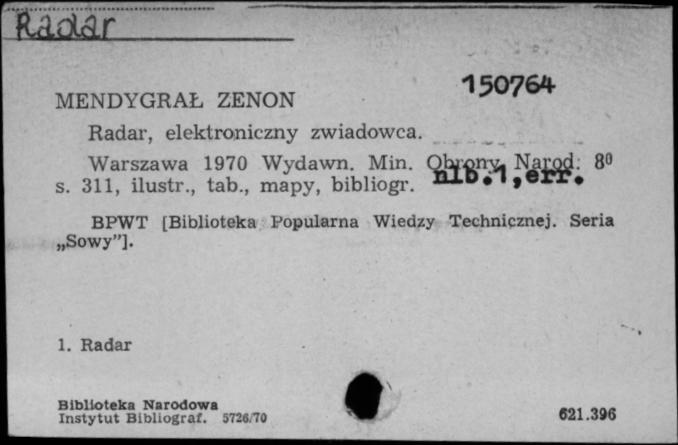 Radar
150764
MENDYGRAŁ ZENON
Radar, elektroniczny zwiadowca.
Warszawa 1970 Wydawn. Min. Obrony Narod. 8⁰
s. 311, ilustr., tab., mapy, bibliogr. nlb.1,err.
BPWT [Biblioteka Popularna Wiedzy Technicznej. Seria
„Sowy”].
1. Radar
Biblioteka Narodowa
Instytut Bibliograf. 5726/70
621.396